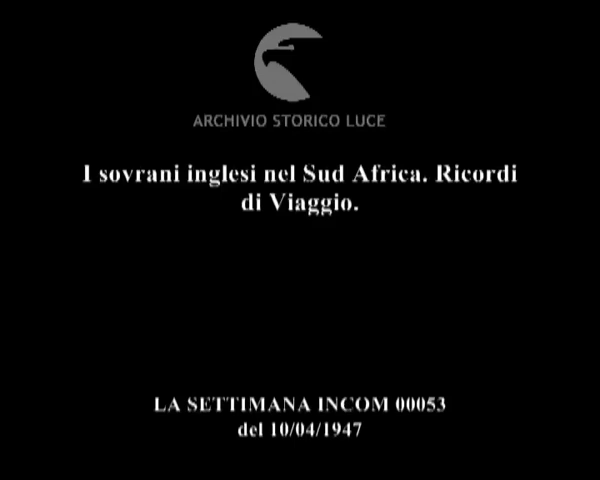 ARCHIVIO STORICO LUCE
I sovrani inglesi nel Sud Africa. Ricordi
di Viaggio.
LA SETTIMANA INCOM 00053
del 10/04/1947